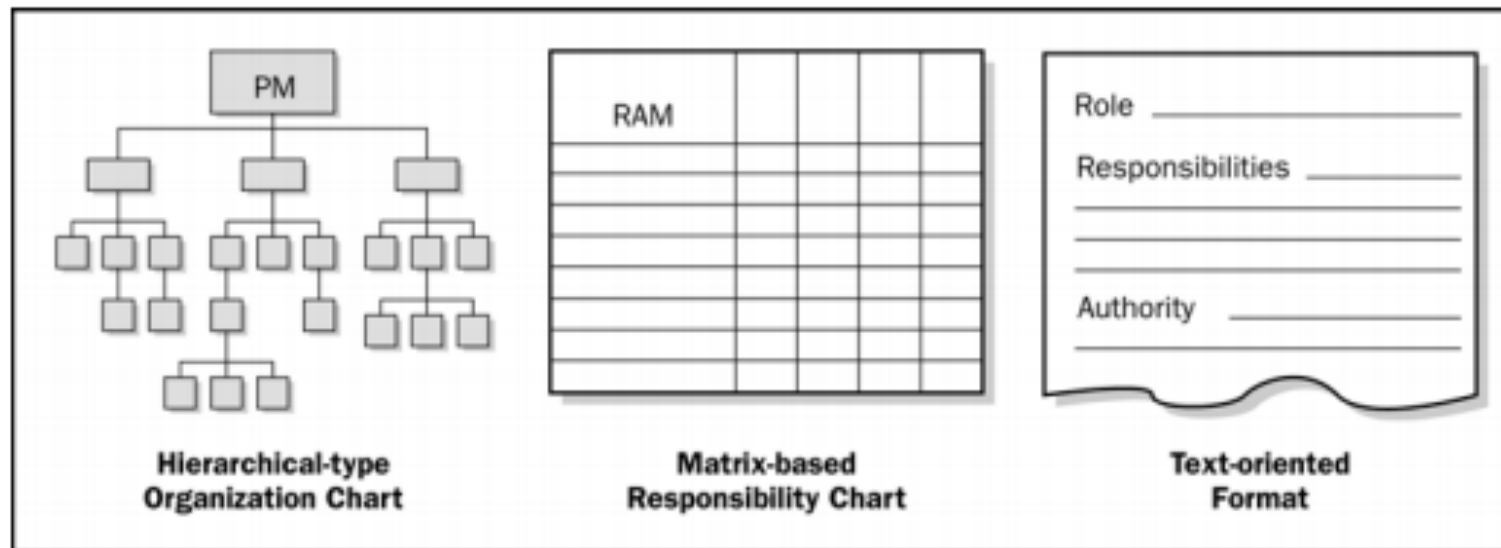 PM
RAM
Role
Responsibilities
Authority
Hierarchical-type
Organization Chart
Matrix-based
Responsibility Chart
Text-oriented
Format